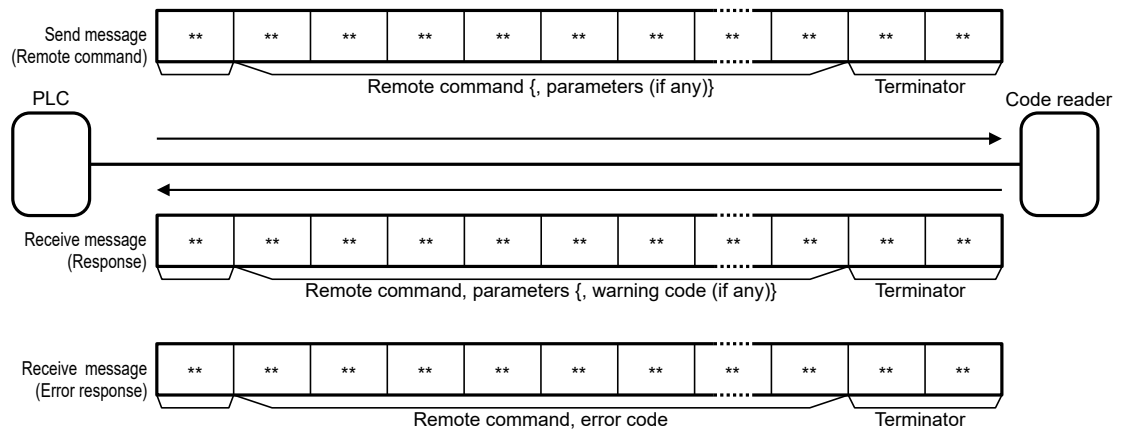 Send message
(Remote command)
** ** ** ** ** ** ** ** ** ** **
Remote command {, parameters (if any)}
Terminator
PLC
Code reader
Receive message
(Response)
** ** ** ** ** ** ** ** ** ** **
Remote command, parameters {, warning code (if any)}
Terminator
Receive message
(Error response)
** ** ** ** ** ** ** ** ** ** **
Remote command, error code
Terminator